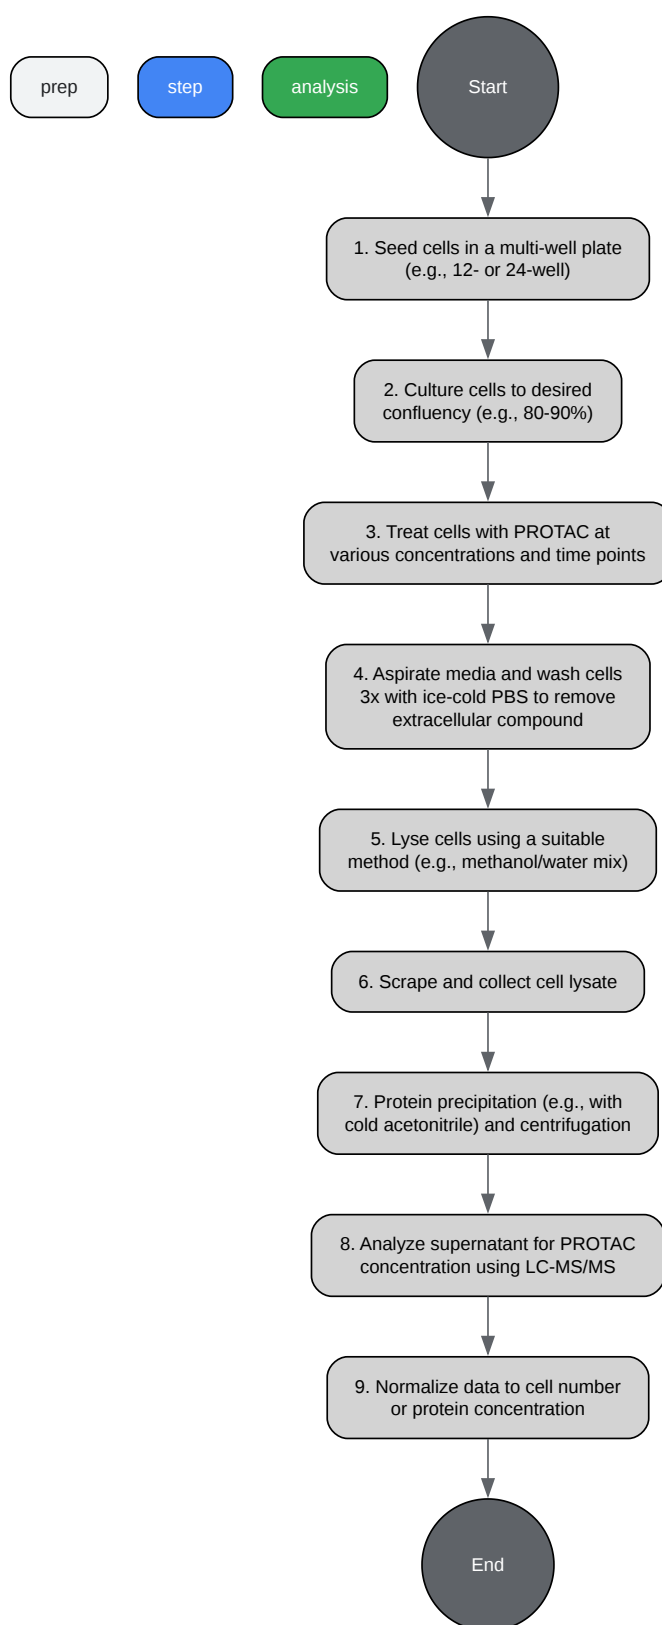 prep
step
analysis
Start
1. Seed cells in a multi-well plate
(e.g., 12- or 24-well)
2. Culture cells to desired
confluency (e.g., 80-90%)
3. Treat cells with PROTAC at
various concentrations and time points
4. Aspirate media and wash cells
3x with ice-cold PBS to remove
extracellular compound
5. Lyse cells using a suitable
method (e.g., methanol/water mix)
6. Scrape and collect cell lysate
7. Protein precipitation (e.g., with
cold acetonitrile) and centrifugation
8. Analyze supernatant for PROTAC
concentration using LC-MS/MS
9. Normalize data to cell number
or protein concentration
End